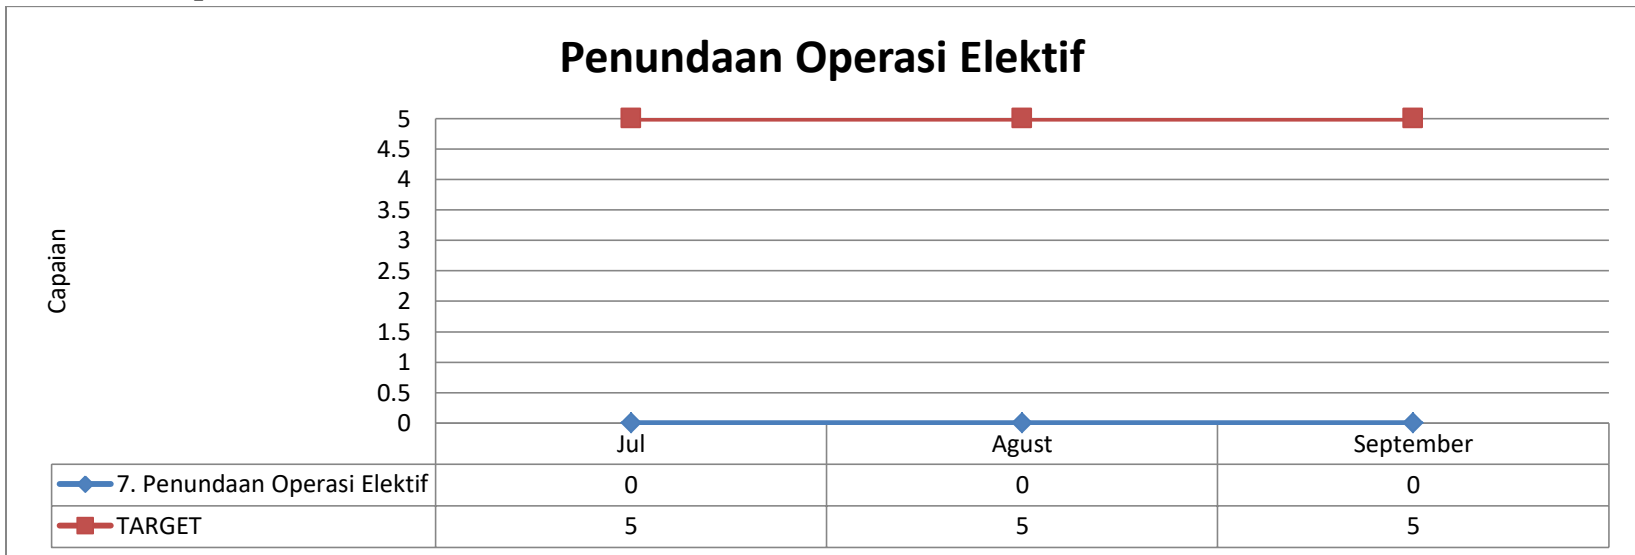 Penundaan Operasi Elektif
Capaian
5
4.5
4
3.5
3
2.5
2
1.5
1
0.5
0
Jul Agust September
7. Penundaan Operasi Elektif 0 0 0
TARGET 5 5 5